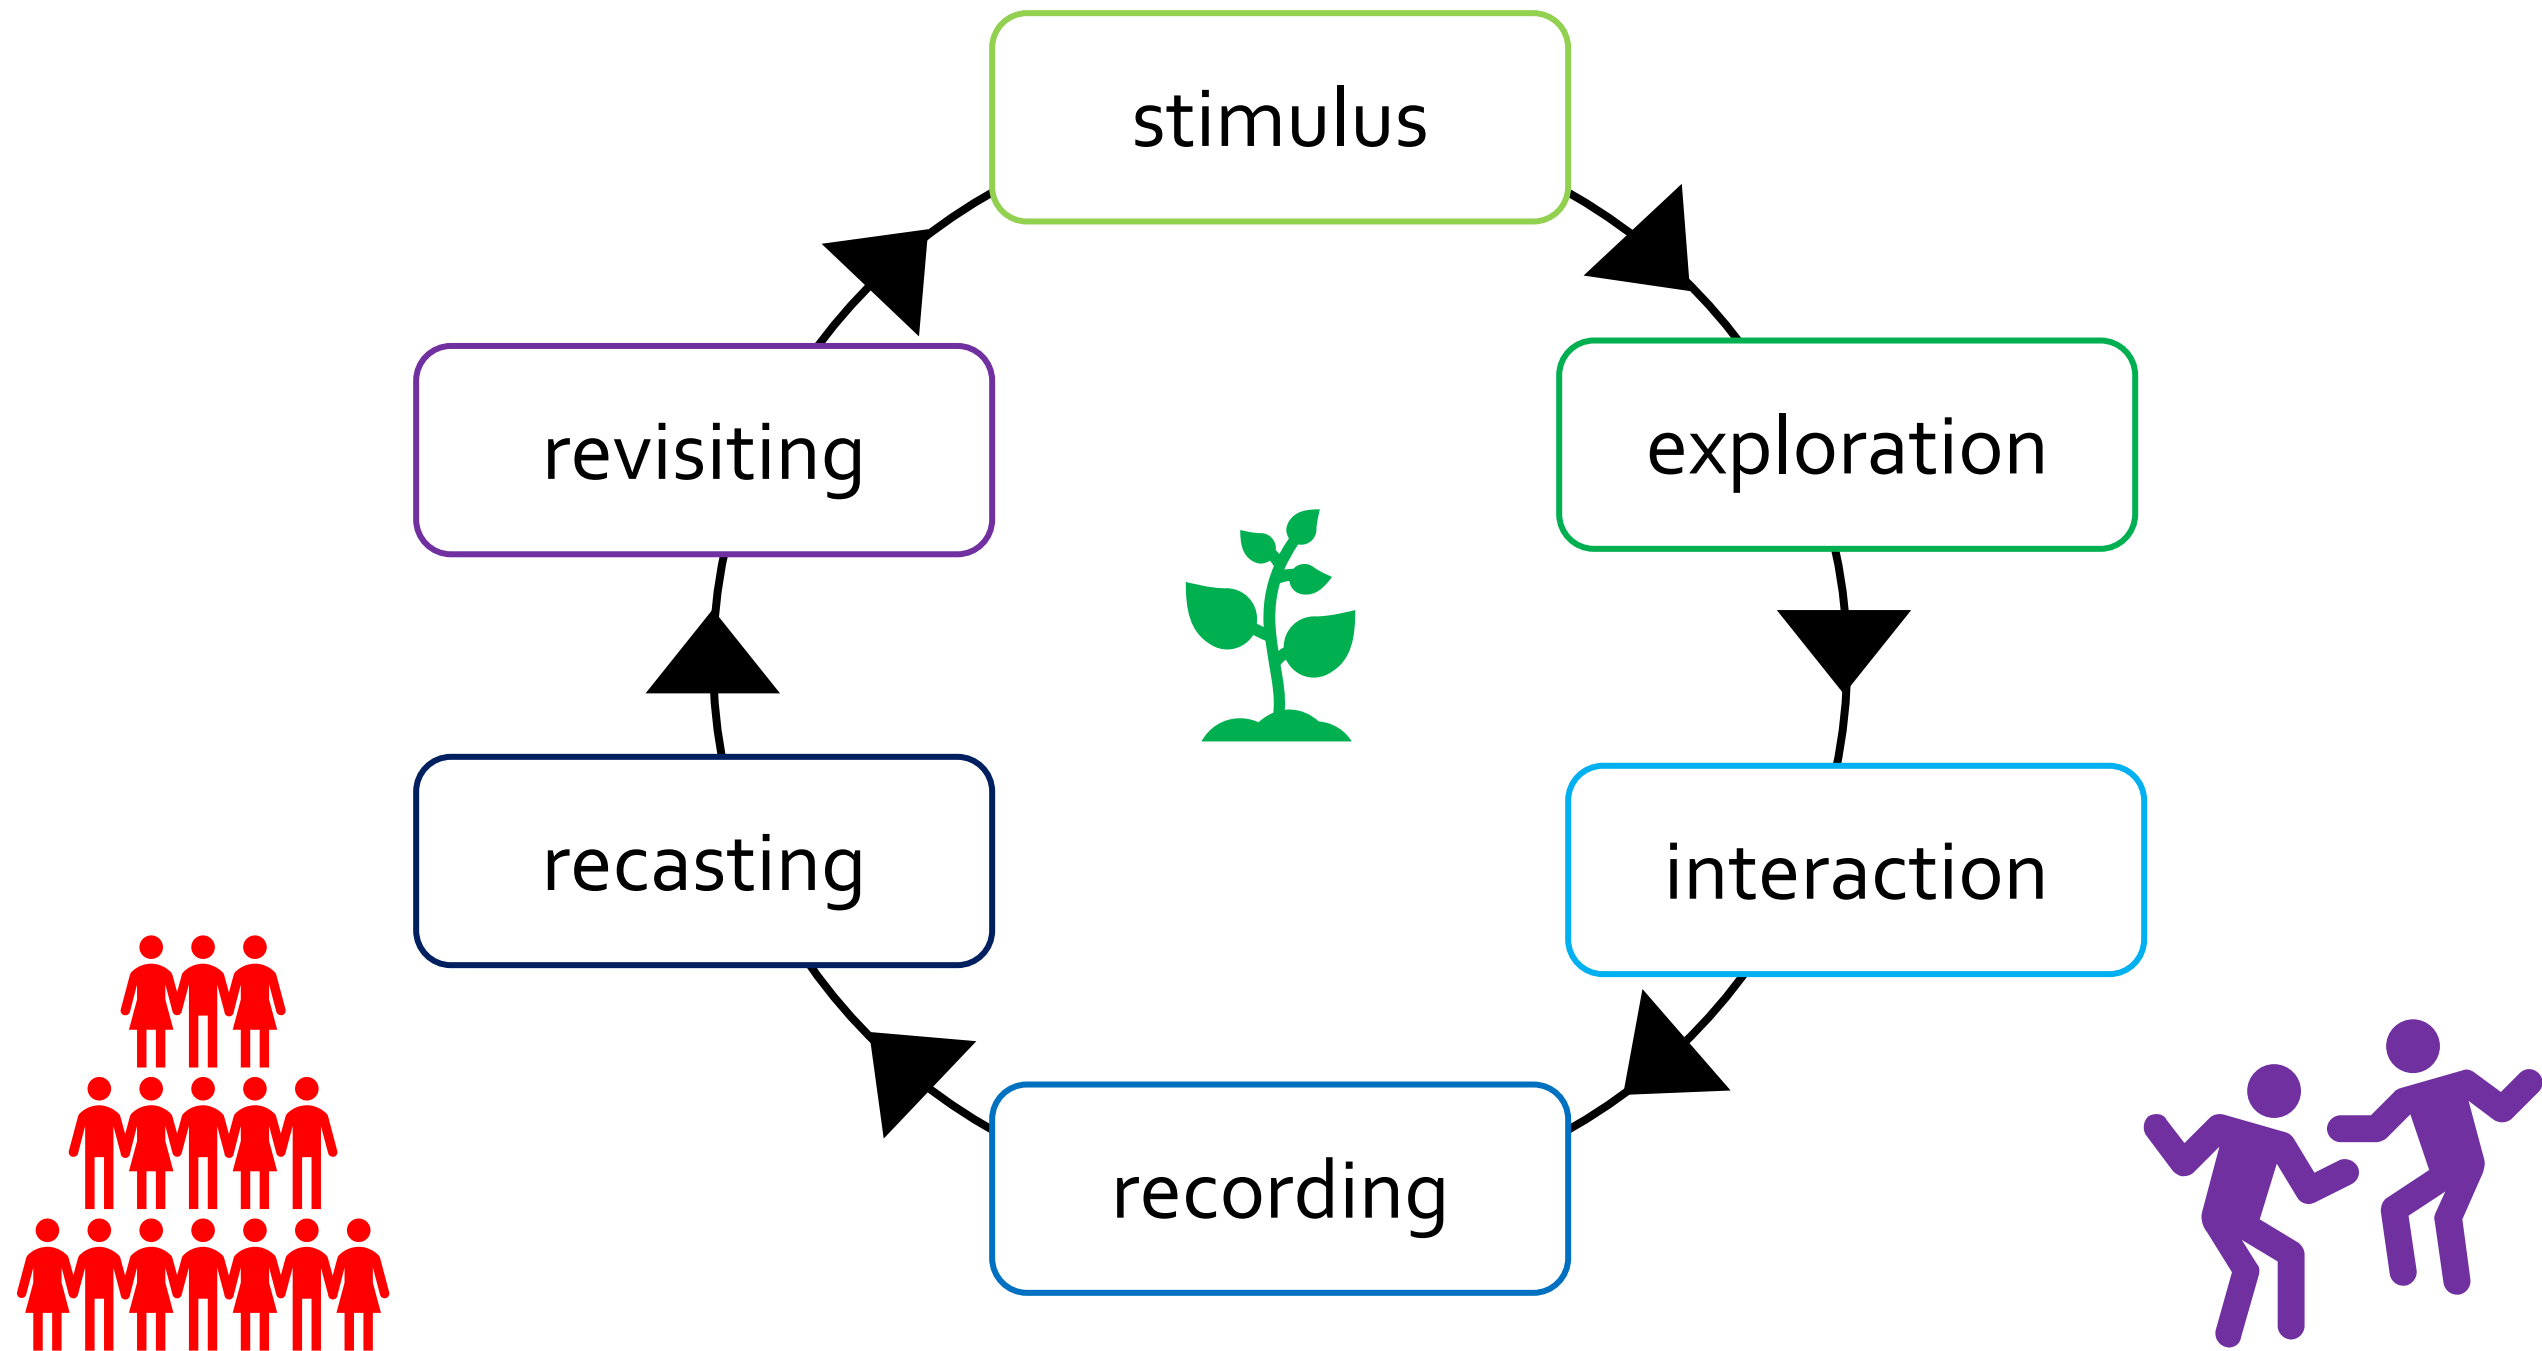 stimulus
exploration
interaction
recording
recasting
revisiting